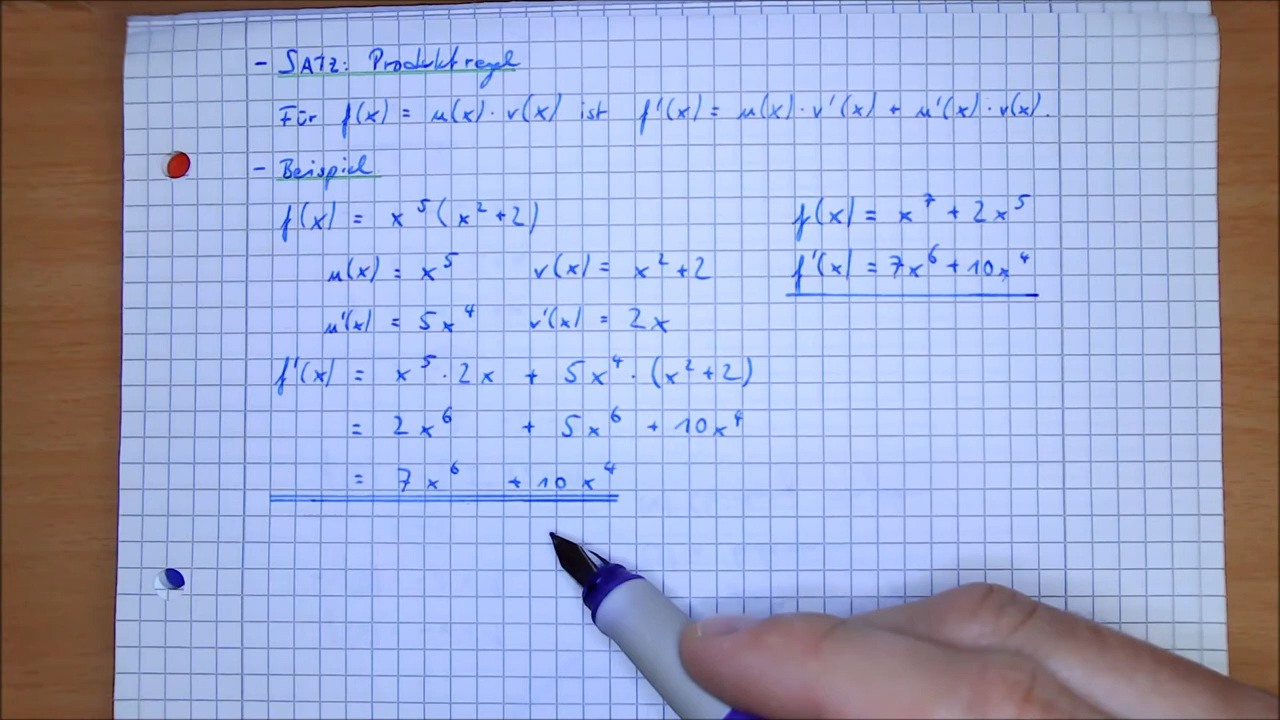 - SATZ: Produktregel
Für f(x) = u(x) · v(x) ist f'(x) = u(x) · v'(x) + u'(x) · v(x).
- Beispiel
f(x) = x⁵(x²+2)
u(x) = x⁵ v(x) = x²+2
u'(x) = 5x⁴ v'(x) = 2x
f'(x) = x⁵ · 2x + 5x⁴ · (x²+2)
= 2x⁶ + 5x⁶ + 10x⁴
= 7x⁶ + 10x⁴
f(x) = x⁷ + 2x⁵
f'(x) = 7x⁶ + 10x⁴